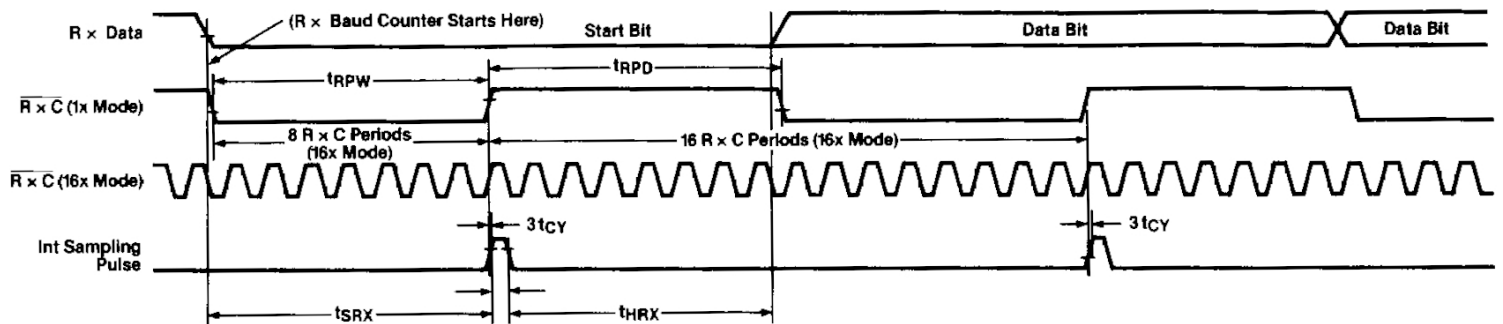 (R × Baud Counter Starts Here)
R × Data
Start Bit
Data Bit
Data Bit
tRPW
tRPD
R × C (1x Mode)
8 R × C Periods
(16x Mode)
16 R × C Periods (16x Mode)
R × C (16x Mode)
3 tCY
3 tCY
Int Sampling
Pulse
tSRX
tHRX